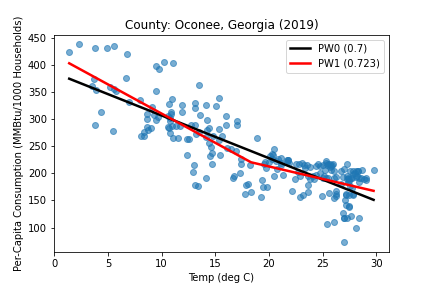 County: Oconee, Georgia (2019)
PW0 (0.7)
PW1 (0.723)
Per-Capita Consumption (MMBtu/1000 Households)
450
400
350
300
250
200
150
100
0 5 10 15 20 25 30
Temp (deg C)